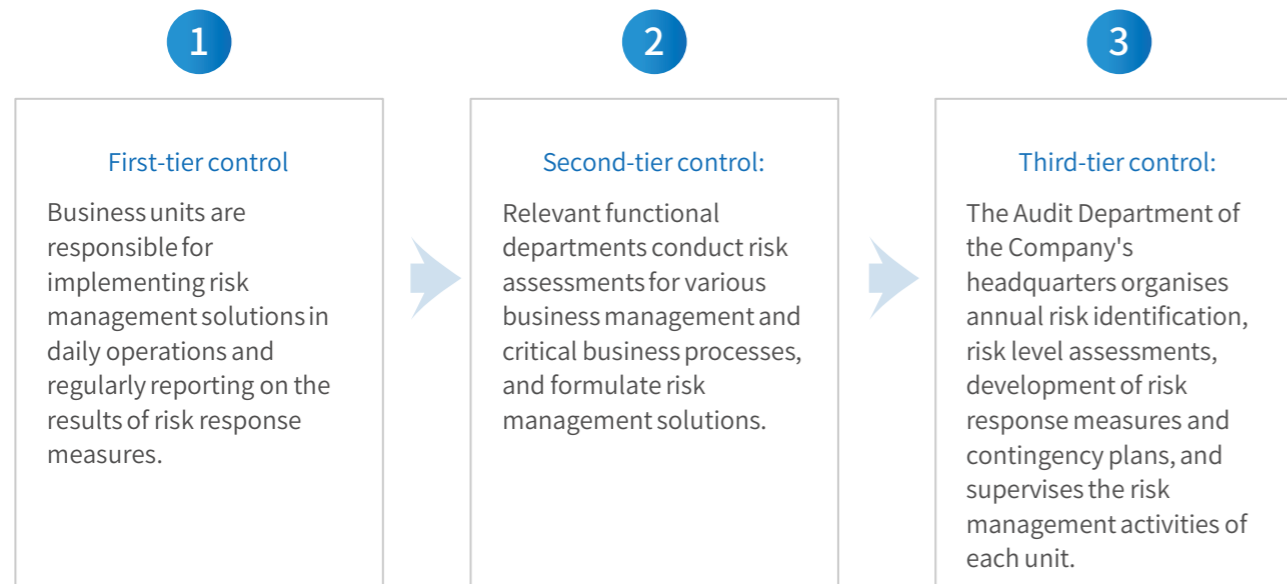 1
First-tier control
Business units are
responsible for
implementing risk
management solutions in
daily operations and
regularly reporting on the
results of risk response
measures.
2
Second-tier control:
Relevant functional
departments conduct risk
assessments for various
business management and
critical business processes,
and formulate risk
management solutions.
3
Third-tier control:
The Audit Department of
the Company's
headquarters organises
annual risk identification,
risk level assessments,
development of risk
response measures and
contingency plans, and
supervises the risk
management activities of
each unit.